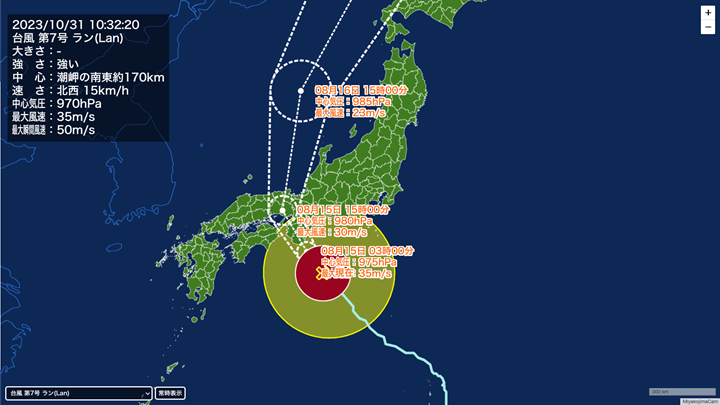 2023/10/31 10:32:20
台風 第7号 ラン(Lan)
大きさ：-
強　さ：強い
中　心：潮岬の南東約170km
速　さ：北西 15km/h
中心気圧：970hPa
最大風速：35m/s
最大瞬間風速：50m/s
+
−
08月16日 15時00分
中心気圧：985hPa
最大風速：23m/s
08月15日 15時00分
中心気圧：980hPa
最大風速：30m/s
08月15日 03時00分
中心気圧：975hPa
現在
35m/s
台風 第7号 ラン(Lan)
常時表示
300 km
MiyakojimaCam